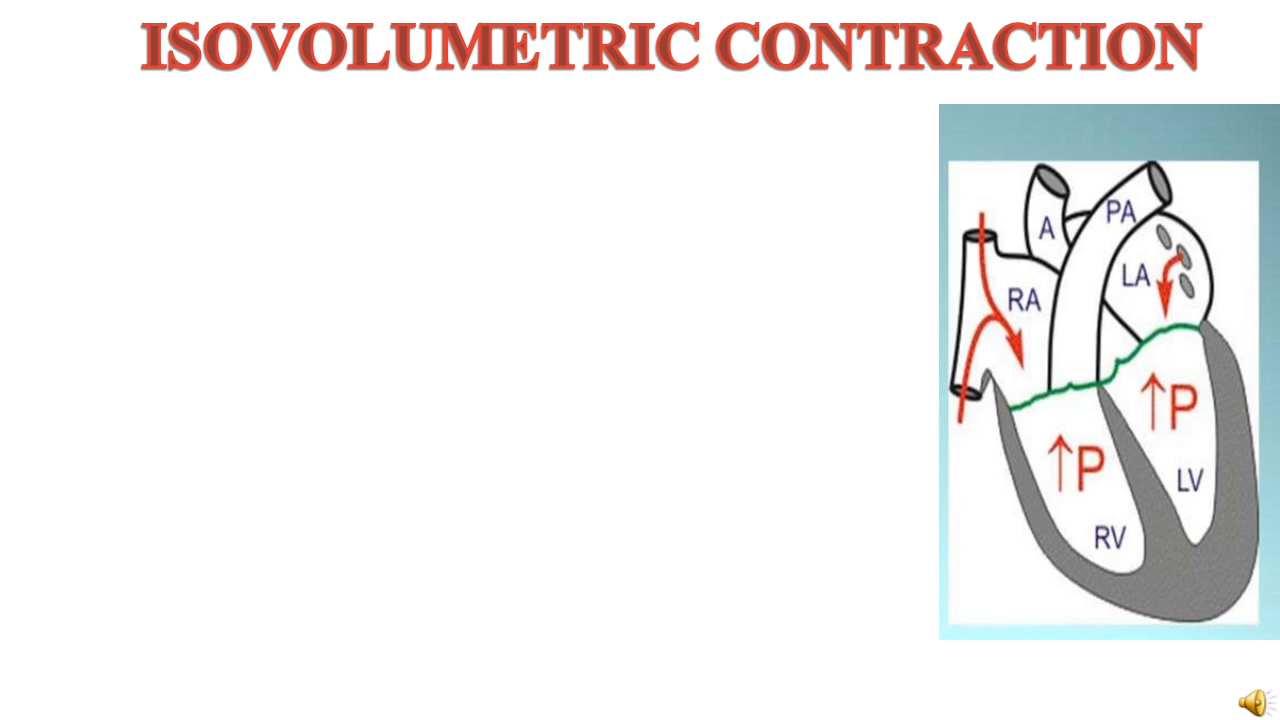 ISOVOLUMETRIC CONTRACTION
A
PA
LA
RA
↑P
↑P
LV
RV